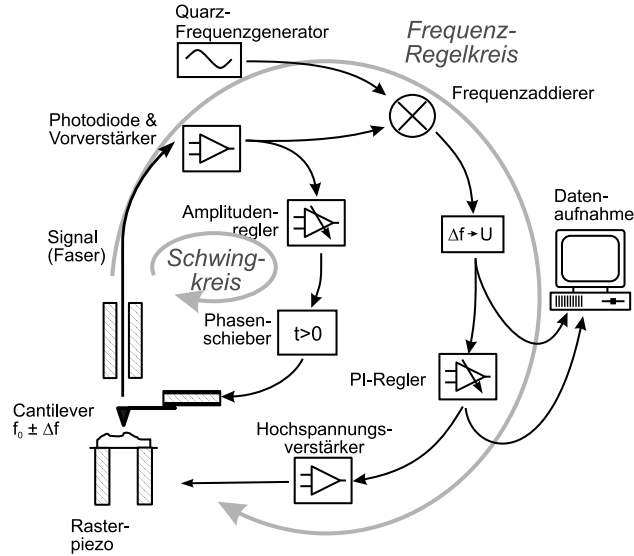 Quarz-
Frequenzgenerator
Frequenz-
Regelkreis
Frequenzaddierer
Photodiode &
Vorverstärker
Amplituden-
regler
Δf→U
Daten-
aufnahme
Signal
(Faser)
Schwing-
kreis
Phasen-
schieber
t>0
PI-Regler
Cantilever
f₀ ± Δf
Hochspannungs-
verstärker
Raster-
piezo